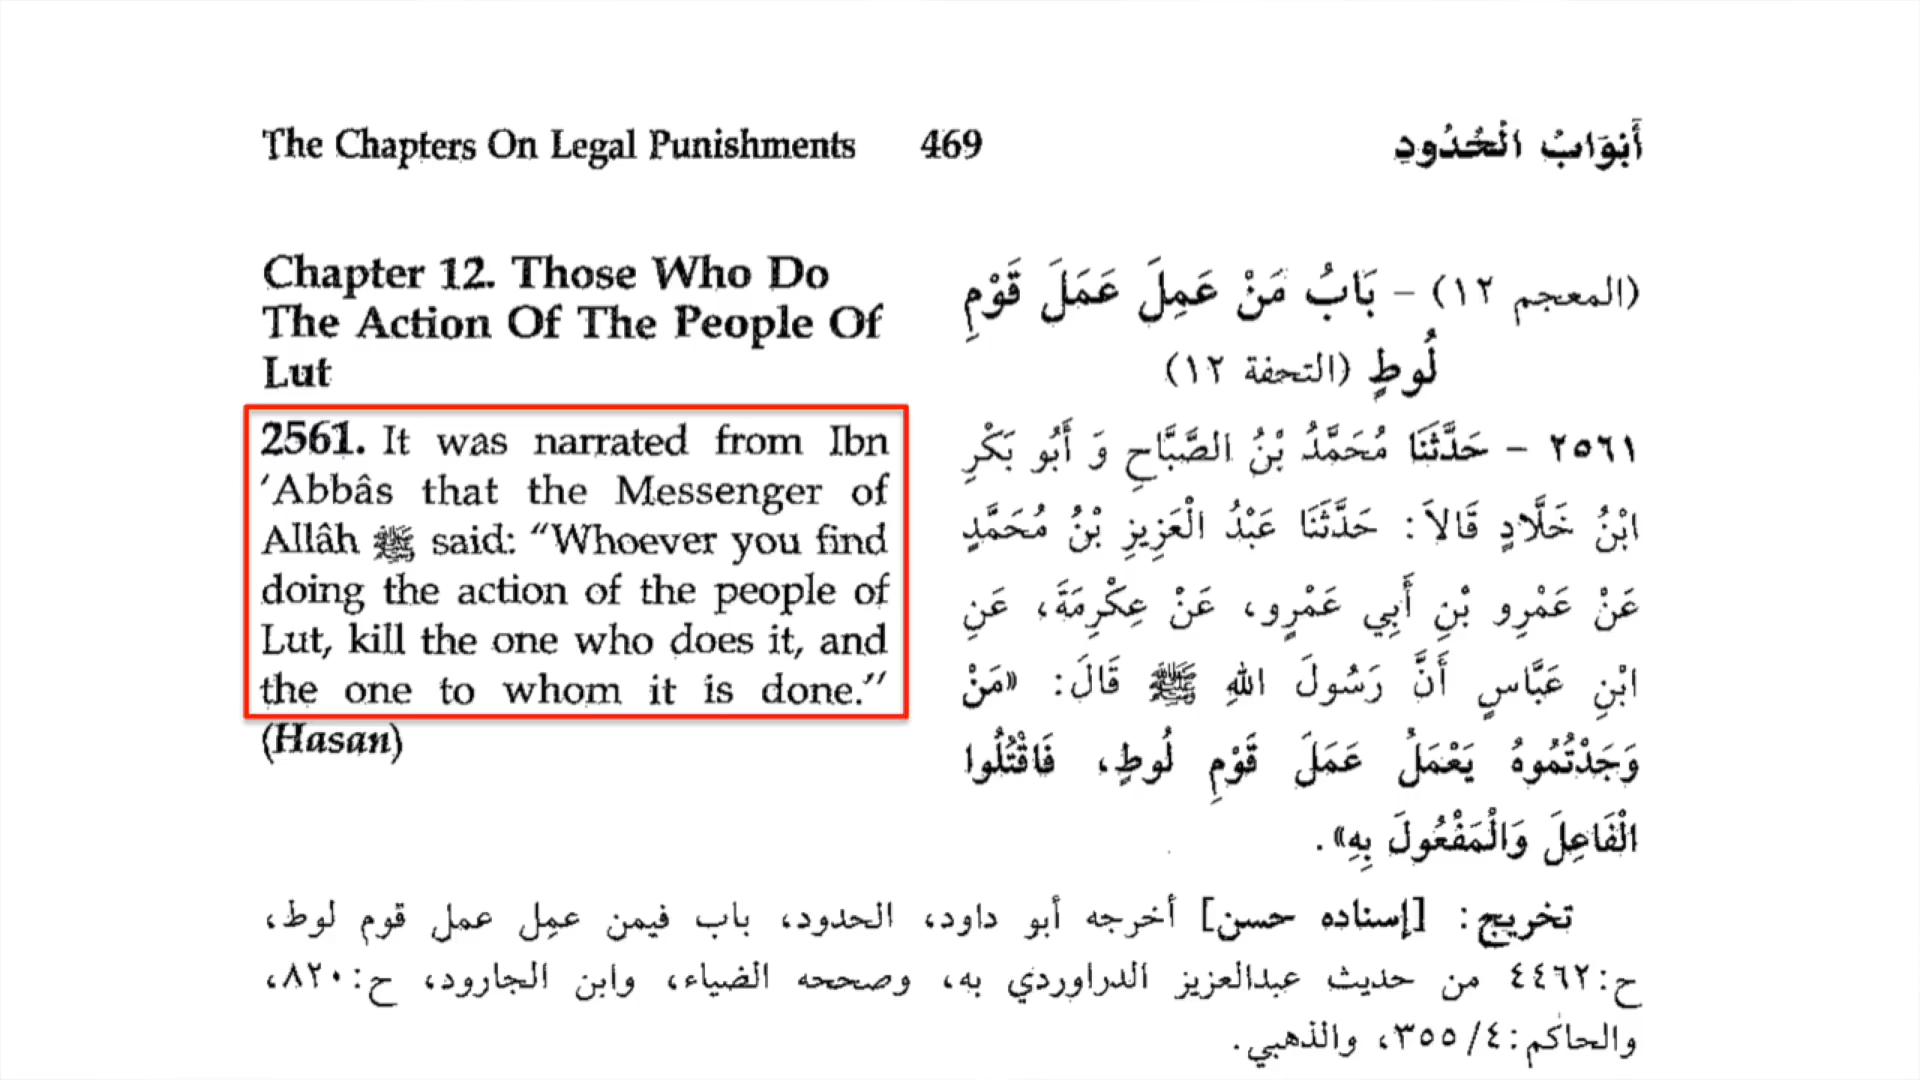 The Chapters On Legal Punishments 469 أَبْوَابُ الْحُدُودِ
Chapter 12. Those Who Do
The Action Of The People Of
Lut
2561. It was narrated from Ibn
‘Abbâs that the Messenger of
Allâh ﷺ said: “Whoever you find
doing the action of the people of
Lut, kill the one who does it, and
the one to whom it is done.”
(Hasan)
(المعجم ١٢) – بَابُ مَنْ عَمِلَ عَمَلَ قَوْمِ
لُوطٍ (التحفة ١٢)
٢٥٦١ – حَدَّثَنَا مُحَمَّدُ بْنُ الصَّبَّاحِ وَ أَبُو بَكْرِ
ابْنُ خَلَّادٍ قَالاَ: حَدَّثَنَا عَبْدُ الْعَزِيزِ بْنُ مُحَمَّدٍ
عَنْ عَمْرِو بْنِ أَبِي عَمْرٍو، عَنْ عِكْرِمَةَ، عَنِ
ابْنِ عَبَّاسٍ أَنَّ رَسُولَ اللهِ ﷺ قَالَ: «مَنْ
وَجَدْتُمُوهُ يَعْمَلُ عَمَلَ قَوْمِ لُوطٍ، فَاقْتُلُوا
الْفَاعِلَ وَالْمَفْعُولَ بِهِ».
تخريج: [إسناده حسن] أخرجه أبو داود، الحدود، باب فيمن عمِل عمل قوم لوط،
ح:٤٤٦٢ من حديث عبدالعزيز الدراوردي به، وصححه الضياء، وابن الجارود، ح:٨٢٠،
والحاكم:٤/ ٣٥٥، والذهبي.